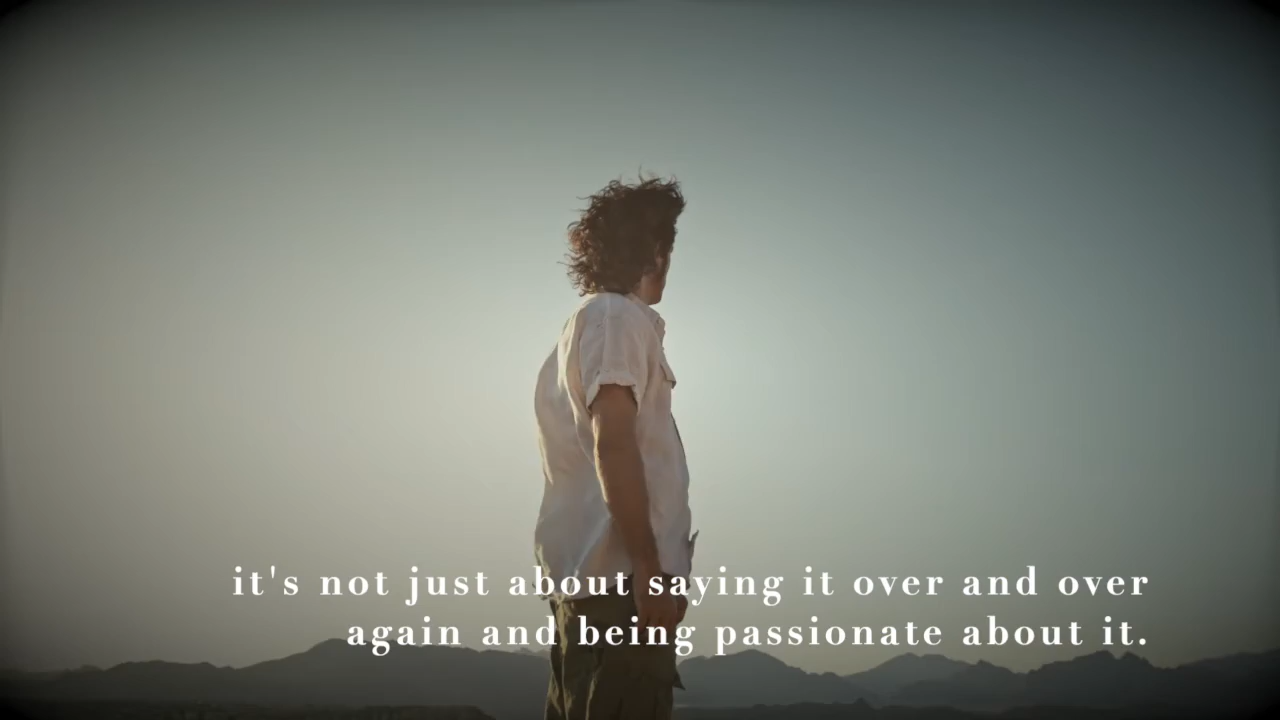 it's not just about saying it over and over
again and being passionate about it.